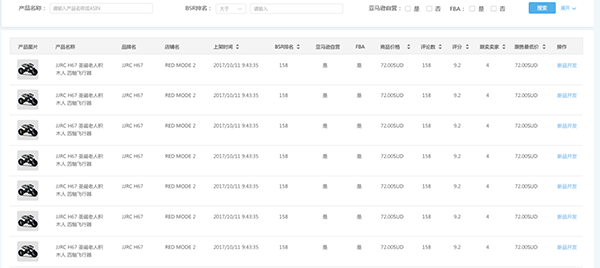 产品名称： 请输入产品名称或ASIN BSR排名： 大于 请输入 亚马逊自营： 是 否 FBA： 是 否 搜索 展开
产品图片 产品名称 品牌名 店铺名 上架时间 BSR排名 亚马逊自营 FBA 商品价格 评论数 评分 跟卖卖家 跟售最低价 操作
JJRC H67 圣诞老人积 JJRC H67 RED MODE 2 2017/10/11 9:43:35 158 是 是 72.00SUD 158 9.2 4 72.00SUD 新品开发
木人 四轴飞行器
JJRC H67 圣诞老人积 JJRC H67 RED MODE 2 2017/10/11 9:43:35 158 是 是 72.00SUD 158 9.2 4 72.00SUD 新品开发
木人 四轴飞行器
JJRC H67 圣诞老人积 JJRC H67 RED MODE 2 2017/10/11 9:43:35 158 是 是 72.00SUD 158 9.2 4 72.00SUD 新品开发
木人 四轴飞行器
JJRC H67 圣诞老人积 JJRC H67 RED MODE 2 2017/10/11 9:43:35 158 是 是 72.00SUD 158 9.2 4 72.00SUD 新品开发
木人 四轴飞行器
JJRC H67 圣诞老人积 JJRC H67 RED MODE 2 2017/10/11 9:43:35 158 是 是 72.00SUD 158 9.2 4 72.00SUD 新品开发
木人 四轴飞行器
JJRC H67 圣诞老人积 JJRC H67 RED MODE 2 2017/10/11 9:43:35 158 是 是 72.00SUD 158 9.2 4 72.00SUD 新品开发
木人 四轴飞行器
JJRC H67 圣诞老人积 JJRC H67 RED MODE 2 2017/10/11 9:43:35 158 是 是 72.00SUD 158 9.2 4 72.00SUD 新品开发
木人 四轴飞行器